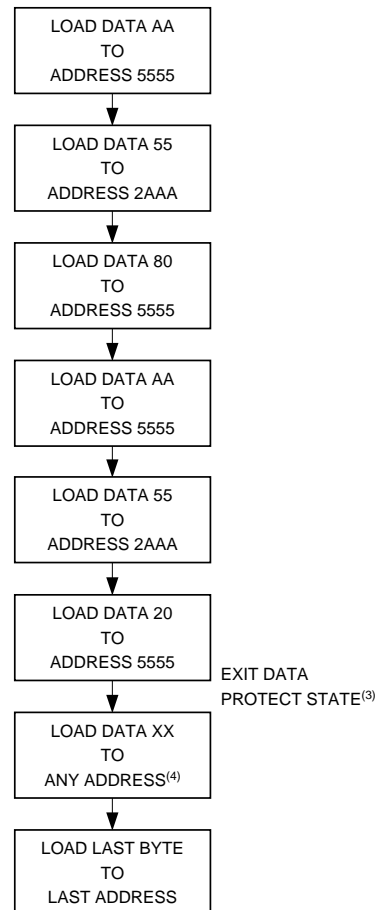 LOAD DATA AA
TO
ADDRESS 5555
LOAD DATA 55
TO
ADDRESS 2AAA
LOAD DATA 80
TO
ADDRESS 5555
LOAD DATA AA
TO
ADDRESS 5555
LOAD DATA 55
TO
ADDRESS 2AAA
LOAD DATA 20
TO
ADDRESS 5555
EXIT DATA
PROTECT STATE(3)
LOAD DATA XX
TO
ANY ADDRESS(4)
LOAD LAST BYTE
TO
LAST ADDRESS